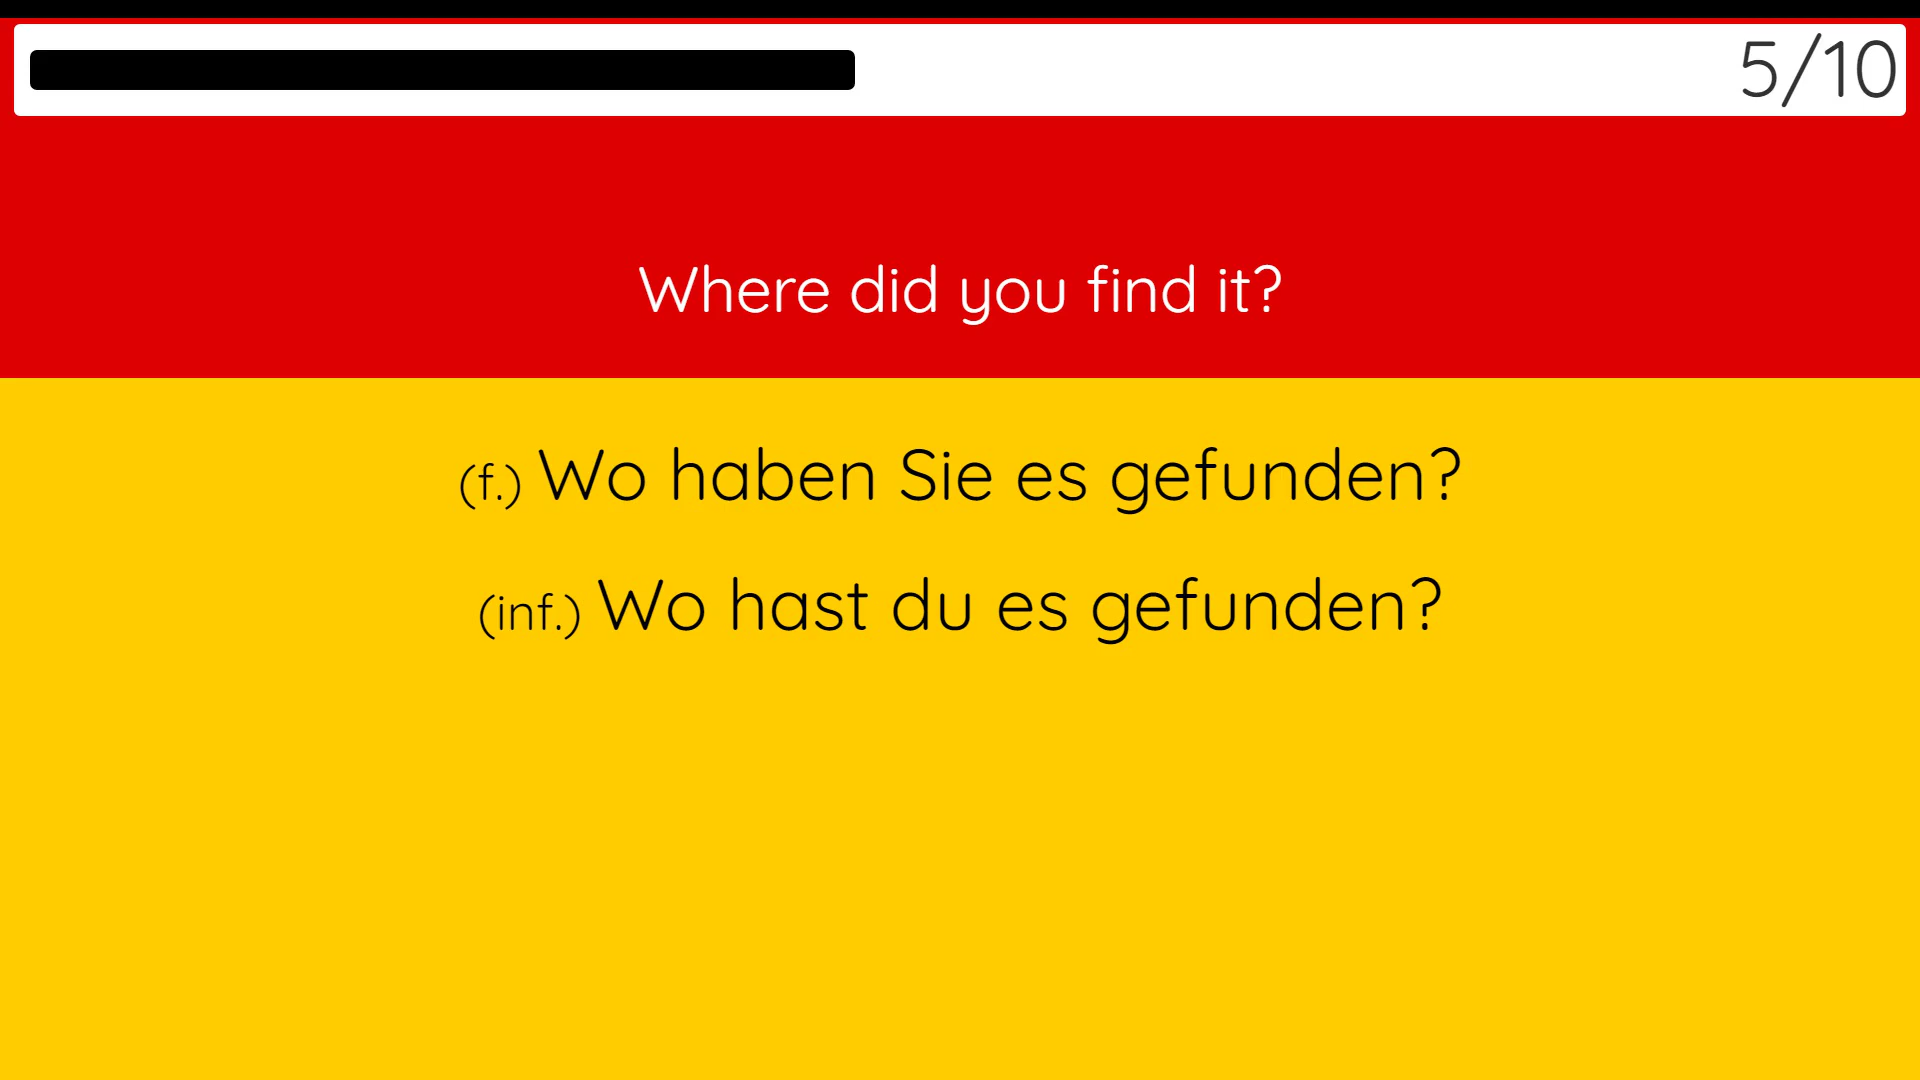 5/10
Where did you find it?
(f.) Wo haben Sie es gefunden?
(inf.) Wo hast du es gefunden?